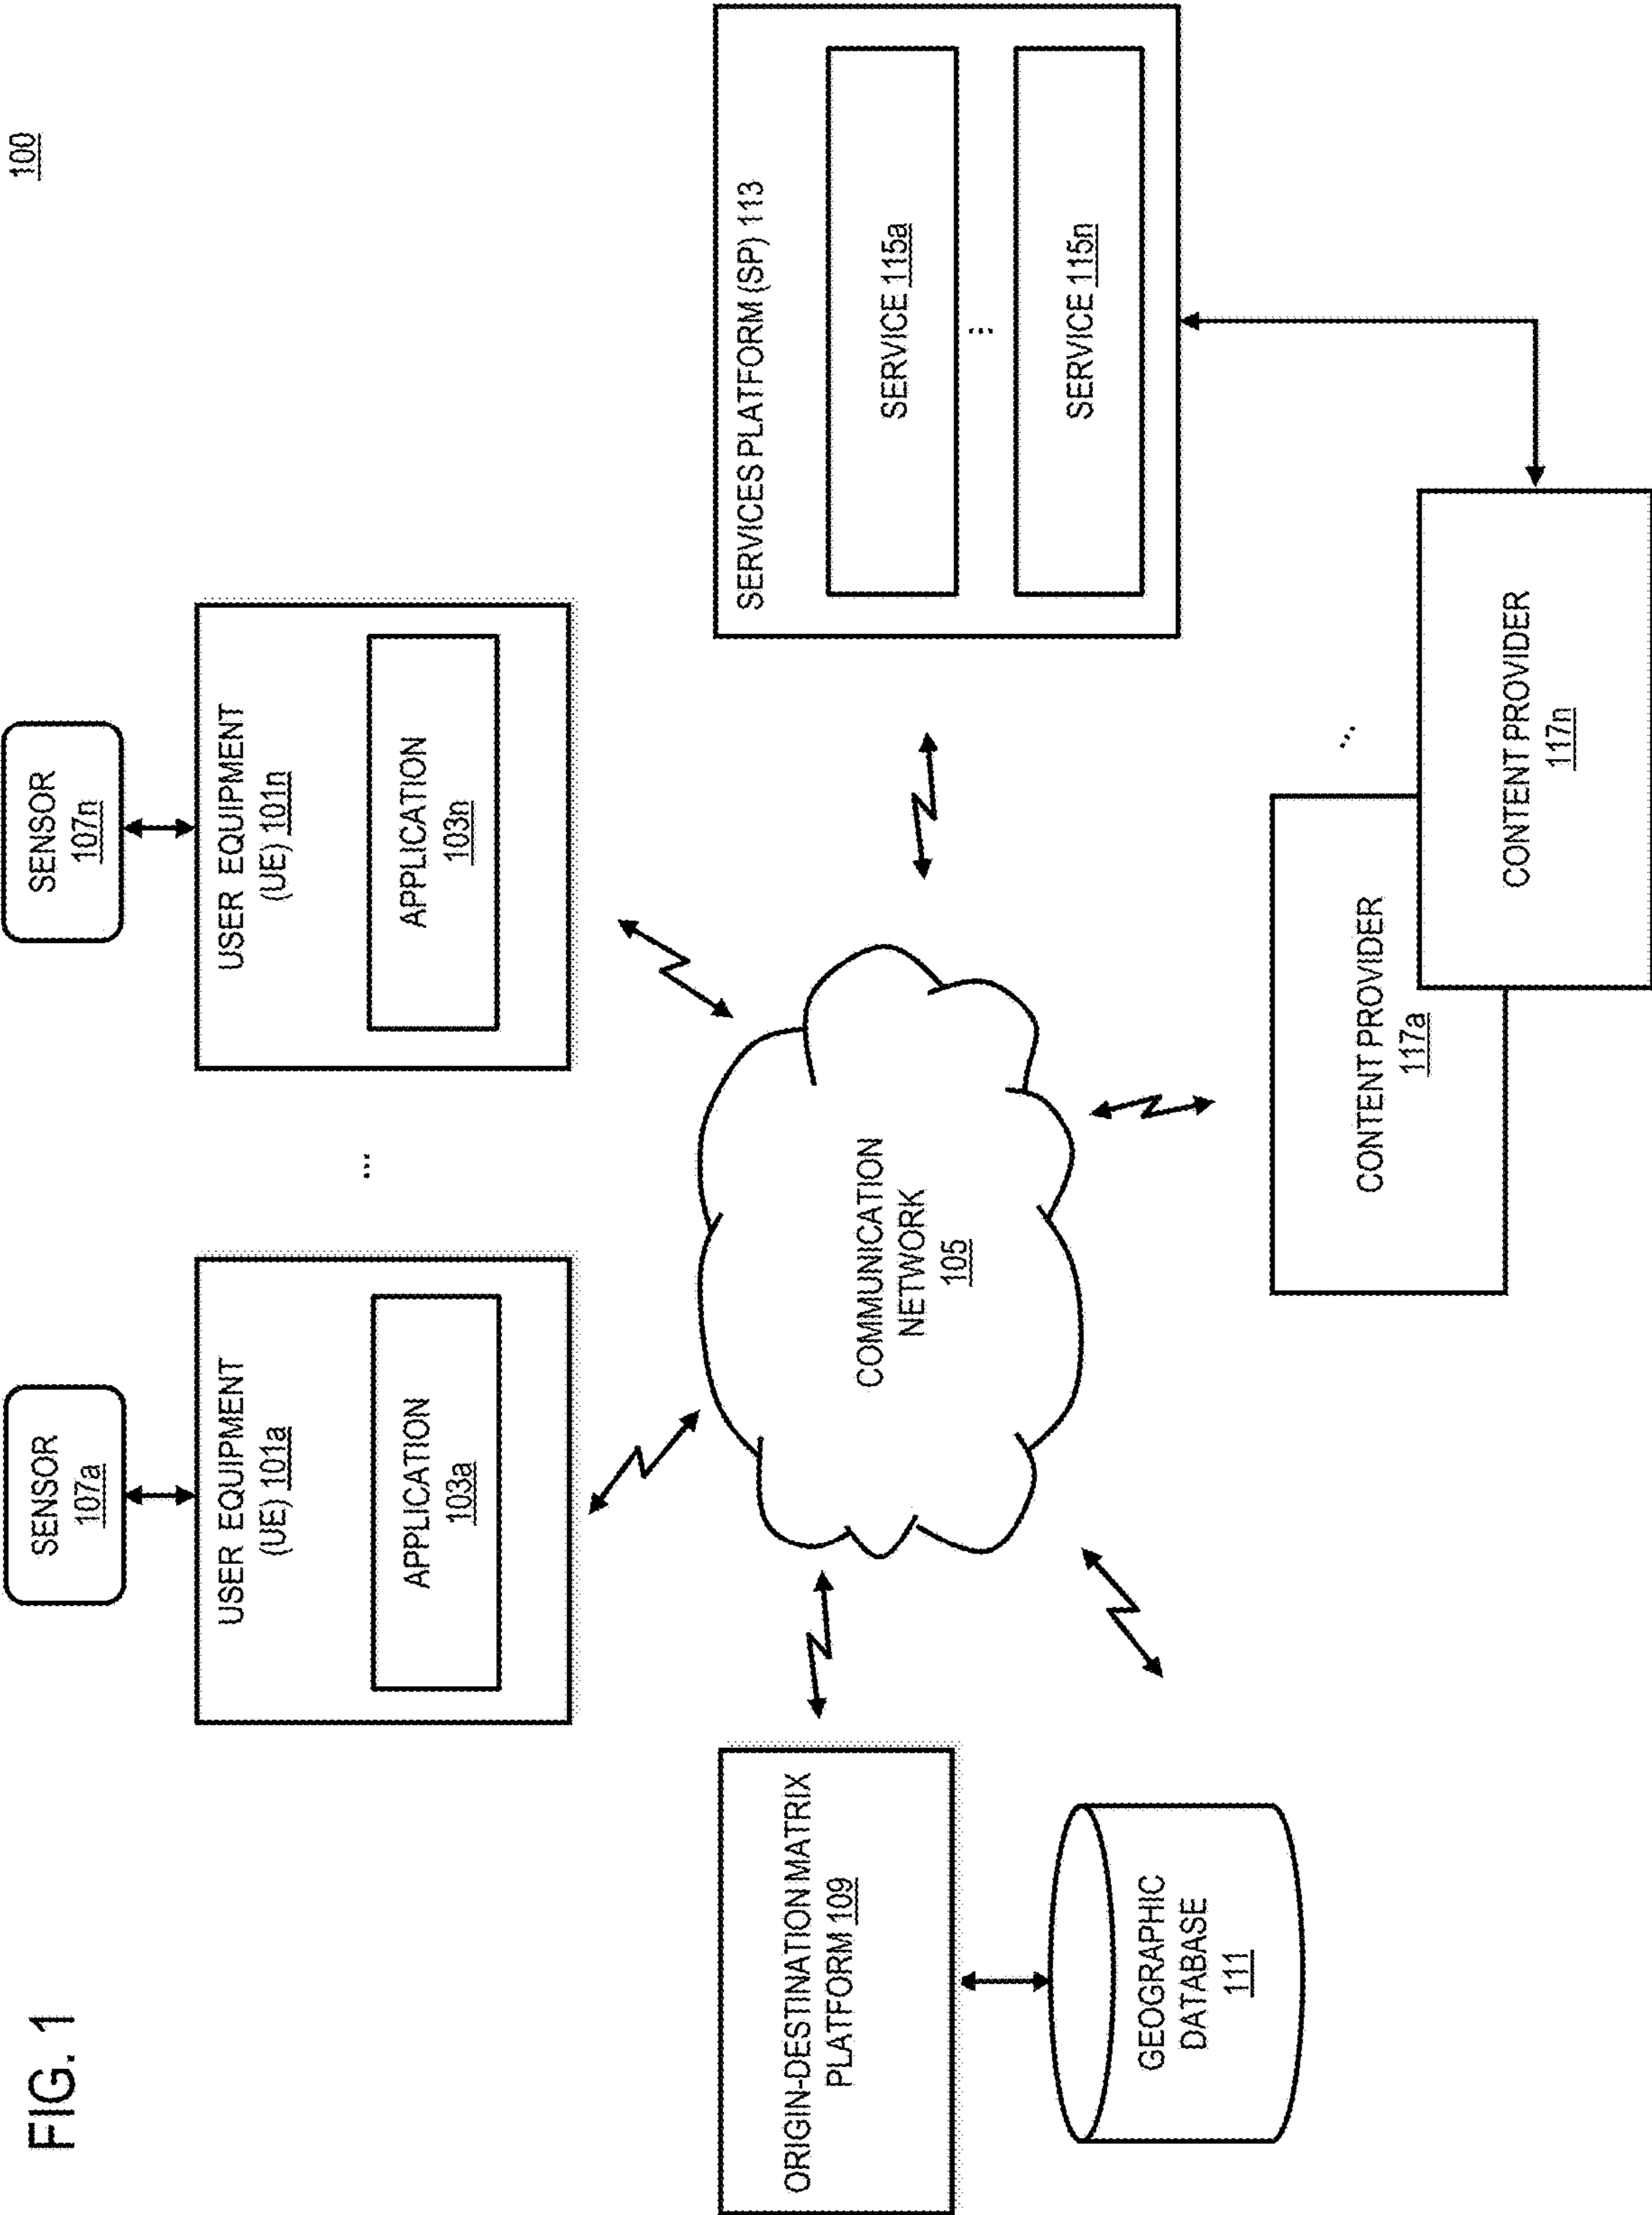 FIG. 1
100
SENSOR
107a
SENSOR
107n
USER EQUIPMENT
(UE) 101a
APPLICATION
103a
...
USER EQUIPMENT
(UE) 101n
APPLICATION
103n
ORIGIN-DESTINATION MATRIX
PLATFORM 109
GEOGRAPHIC
DATABASE
111
COMMUNICATION
NETWORK
105
SERVICES PLATFORM (SP) 113
SERVICE 115a
...
SERVICE 115n
CONTENT PROVIDER
117a
...
CONTENT PROVIDER
117n